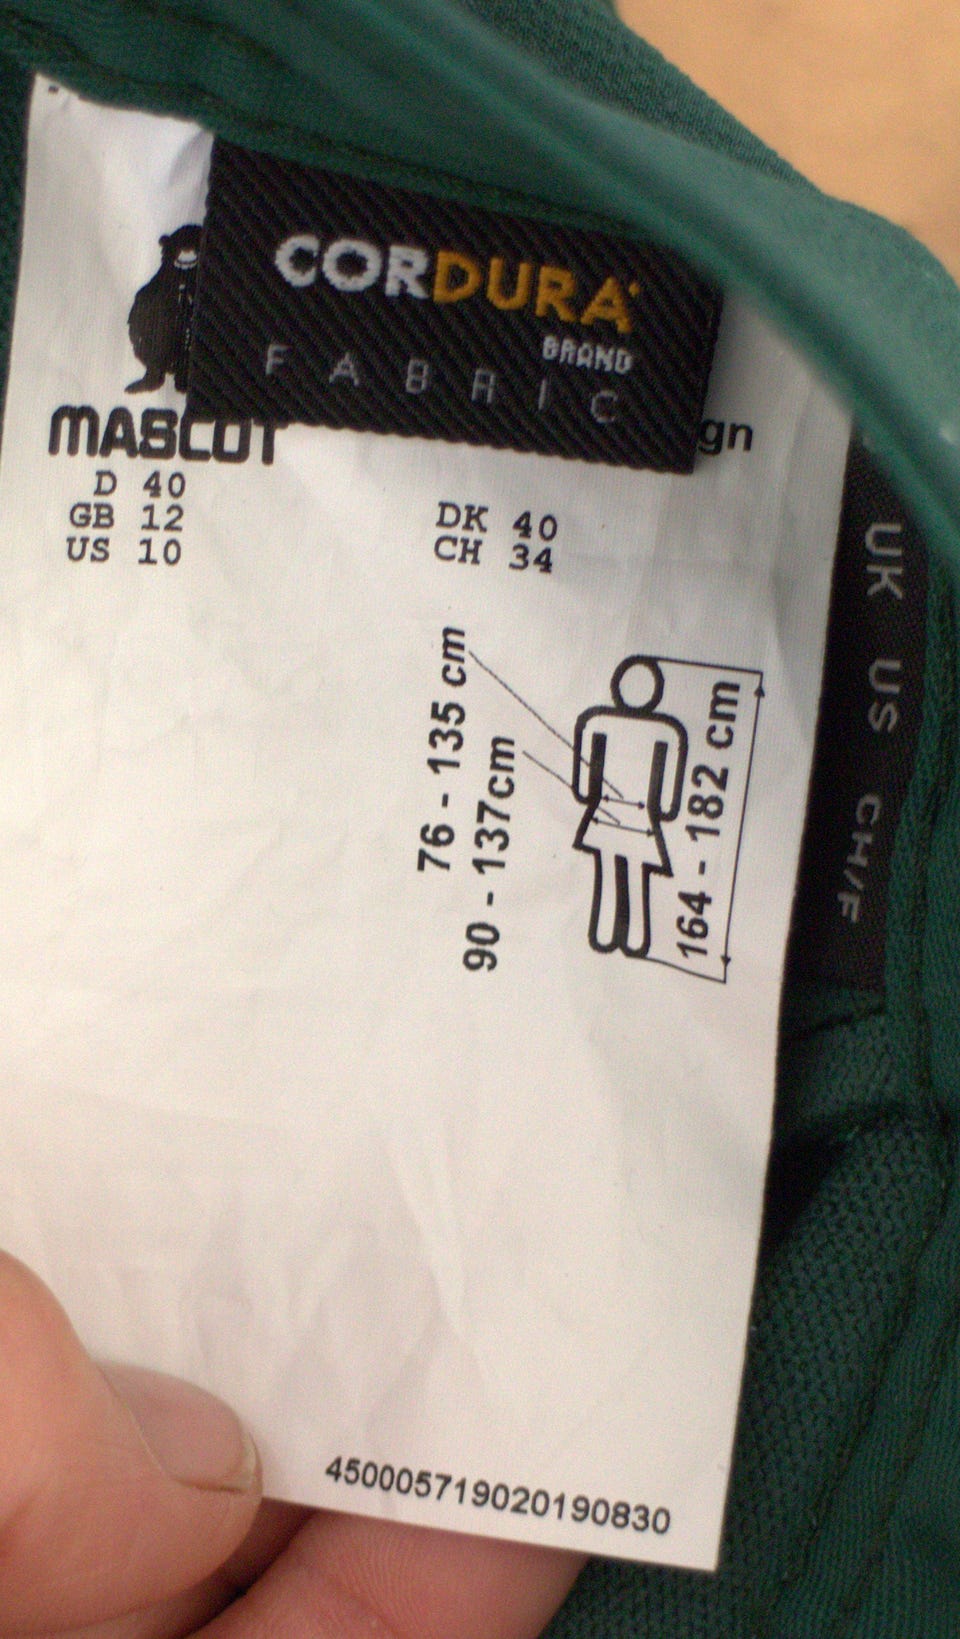 CORDURA
BRAND
FABRIC
MASCOT
gn
D 40
GB 12
US 10
DK 40
CH 34
76 - 135 cm
90 - 137cm
164 - 182 cm
UK US CH/F
450005719020190830